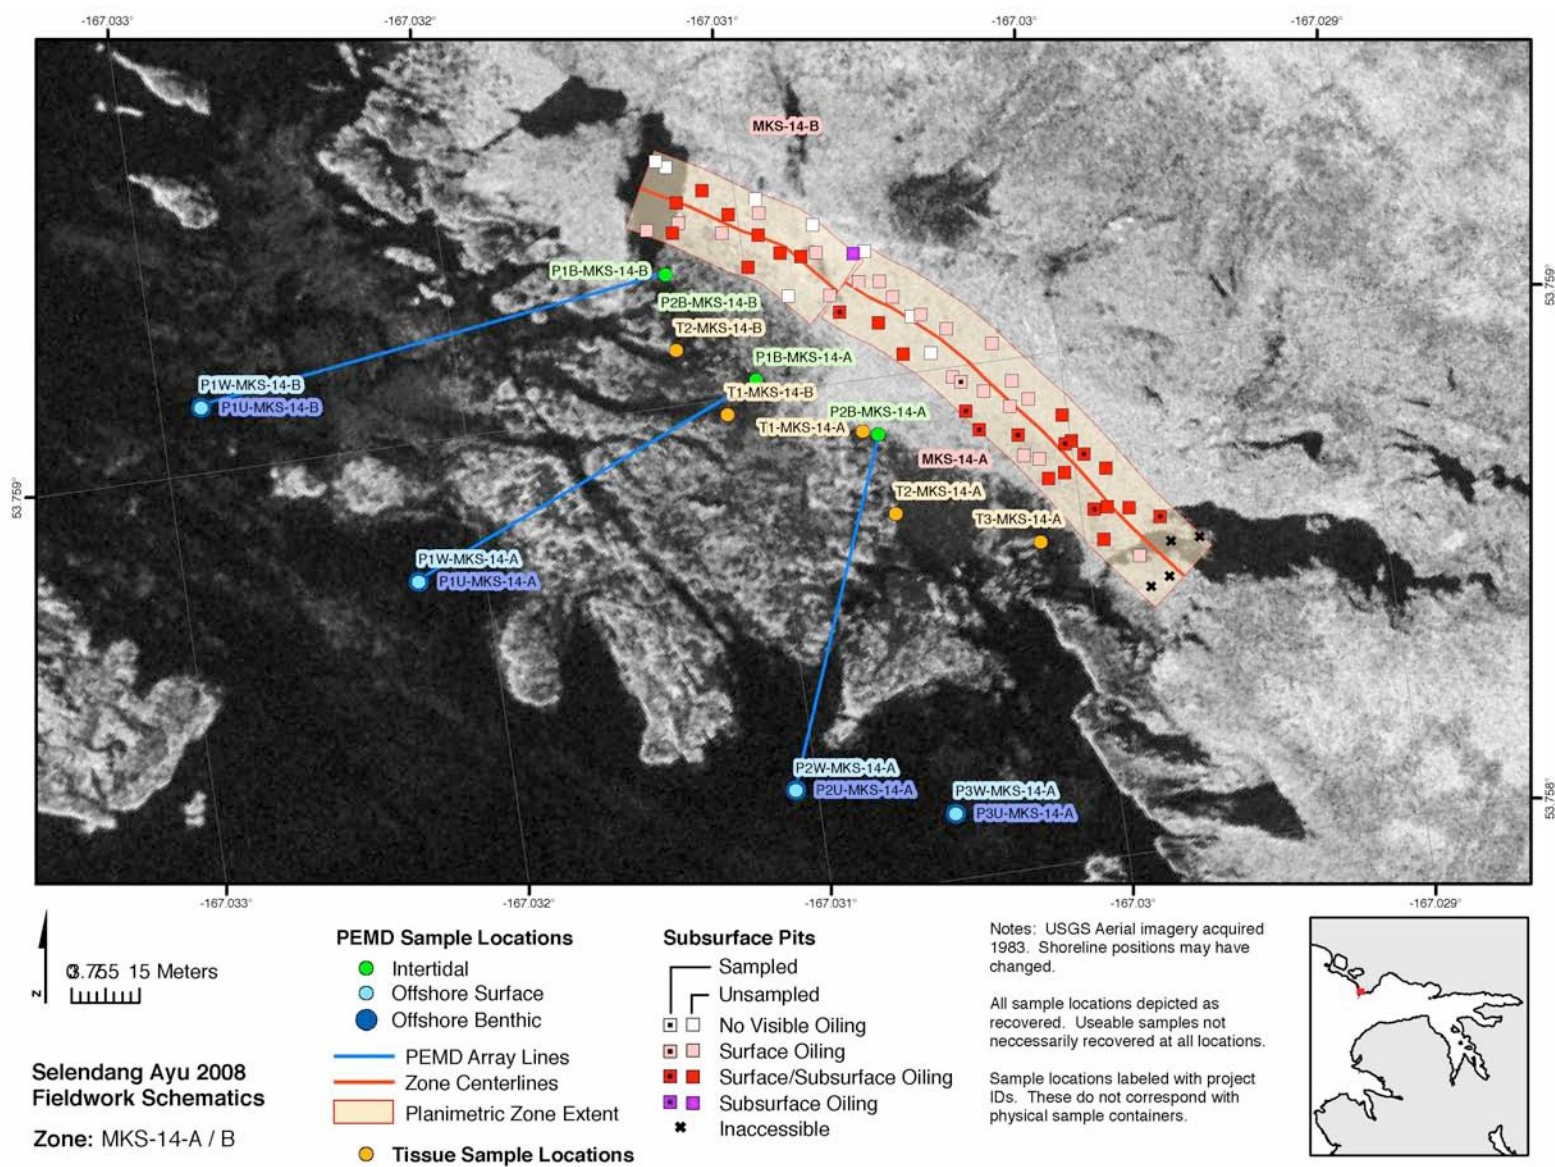 -167.033°
-167.032°
-167.031°
-167.03°
-167.029°
MKS-14-B
P1B-MKS-14-B
P2B-MKS-14-B
53.759°
T2-MKS-14-B
P1B-MKS-14-A
P1W-MKS-14-B
T1-MKS-14-B
P1U-MKS-14-B
P2B-MKS-14-A
T1-MKS-14-A
MKS-14-A
53.759°
T2-MKS-14-A
T3-MKS-14-A
P1W-MKS-14-A
P1U-MKS-14-A
P2W-MKS-14-A
P2U-MKS-14-A
P3W-MKS-14-A
P3U-MKS-14-A
53.758°
-167.033°
-167.032°
-167.031°
-167.03°
-167.029°
z
15 Meters
Selendang Ayu 2008
Fieldwork Schematics
Zone: MKS-14-A / B
PEMD Sample Locations
Intertidal
Offshore Surface
Offshore Benthic
PEMD Array Lines
Zone Centerlines
Planimetric Zone Extent
Tissue Sample Locations
Subsurface Pits
Sampled
Unsampled
No Visible Oiling
Surface Oiling
Surface/Subsurface Oiling
Subsurface Oiling
Inaccessible
Notes: USGS Aerial imagery acquired
1983. Shoreline positions may have
changed.
All sample locations depicted as
recovered. Useable samples not
neccessarily recovered at all locations.
Sample locations labeled with project
IDs. These do not correspond with
physical sample containers.